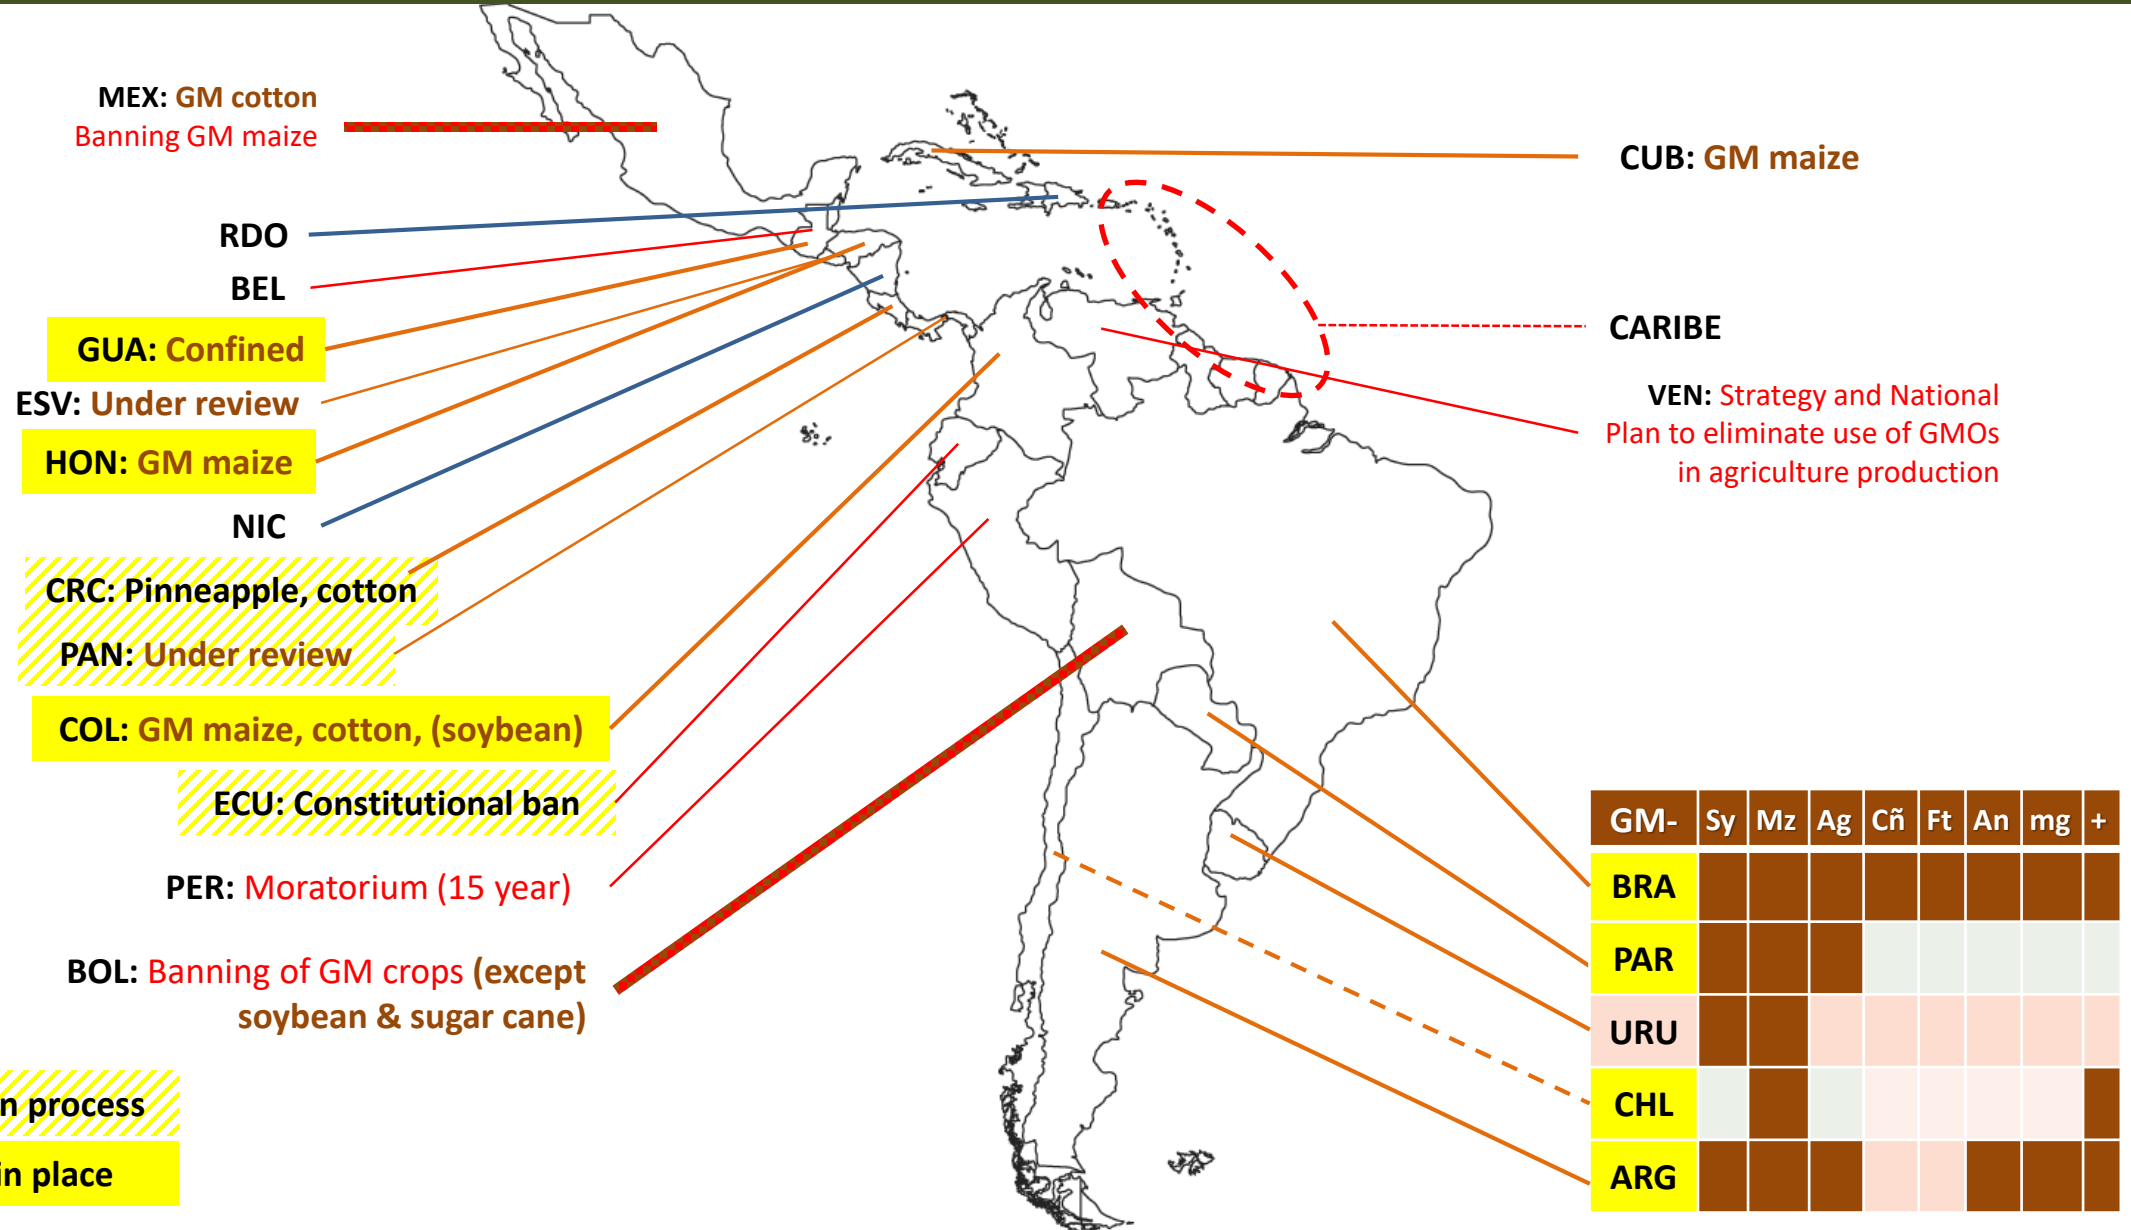 MEX: GM cotton
Banning GM maize
RDO
BEL
GUA: Confined
ESV: Under review
HON: GM maize
NIC
CRC: Pinneapple, cotton
PAN: Under review
COL: GM maize, cotton, (soybean)
ECU: Constitutional ban
PER: Moratorium (15 year)
BOL: Banning of GM crops (except
soybean & sugar cane)
n process
in place
CUB: GM maize
CARIBE
VEN: Strategy and National
Plan to eliminate use of GMOs
in agriculture production
GM- Sy Mz Ag Cñ Ft An mg +
BRA
PAR
URU
CHL
ARG